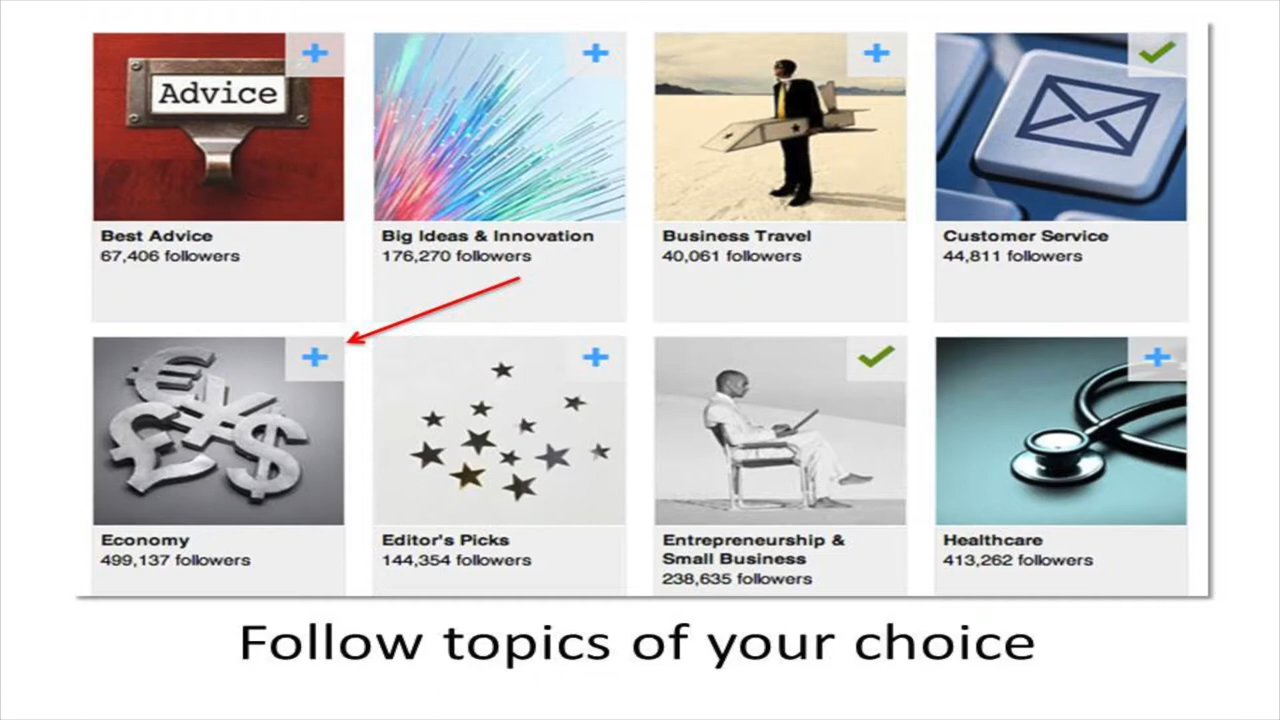 Advice
Best Advice
67,406 followers
Big Ideas & Innovation
176,270 followers
Business Travel
40,061 followers
Customer Service
44,811 followers
Economy
499,137 followers
Editor's Picks
144,354 followers
Entrepreneurship &
Small Business
238,635 followers
Healthcare
413,262 followers
Follow topics of your choice